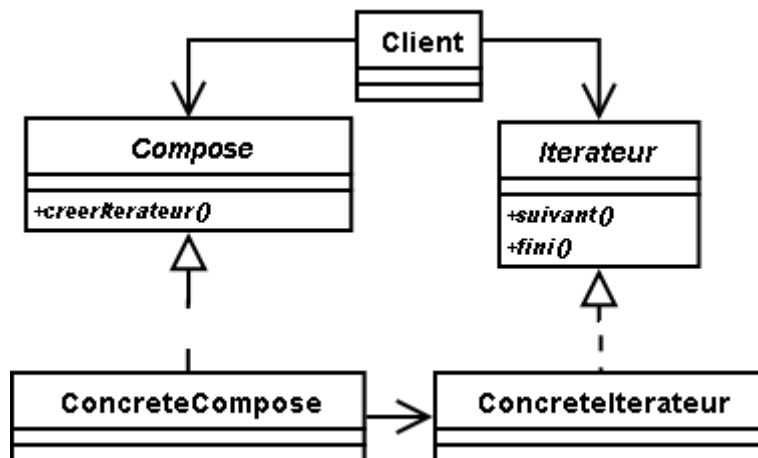 Client
Compose
+creerIterateur()
Iterateur
+suivant()
+fini()
ConcreteCompose
ConcreteIterateur